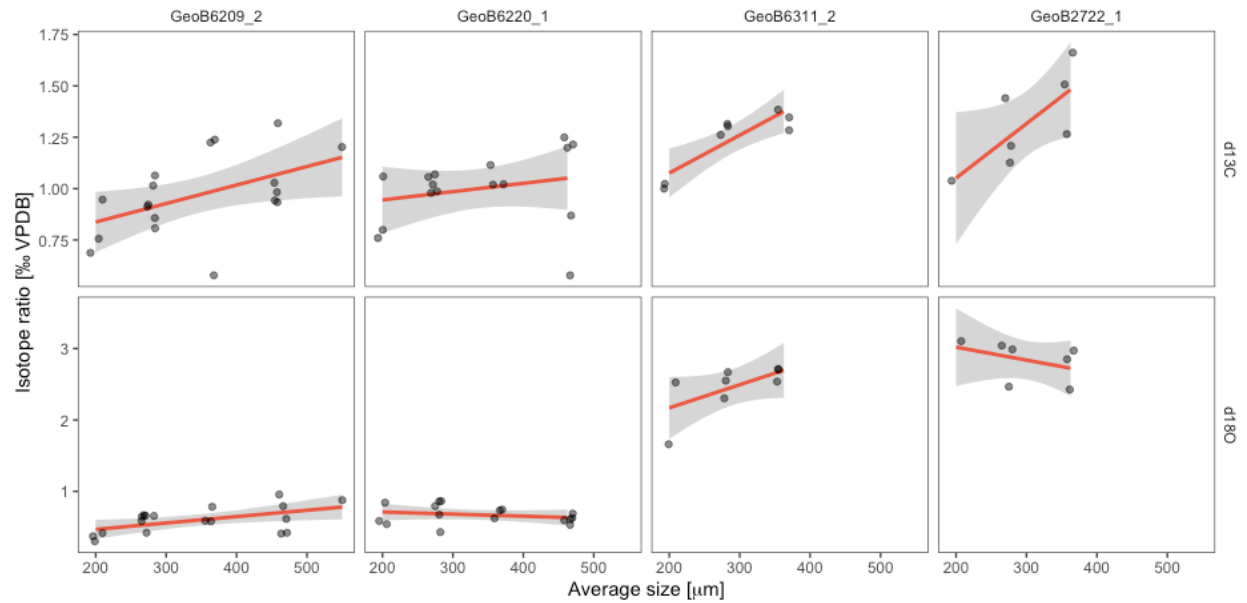 GeoB6209_2 GeoB6220_1 GeoB6311_2 GeoB2722_1
Isotope ratio [‰ VPDB]
1.75
1.50
1.25
1.00
0.75
d13C
3
2
1
d18O
200 300 400 500 200 300 400 500 200 300 400 500 200 300 400 500
Average size [μm]